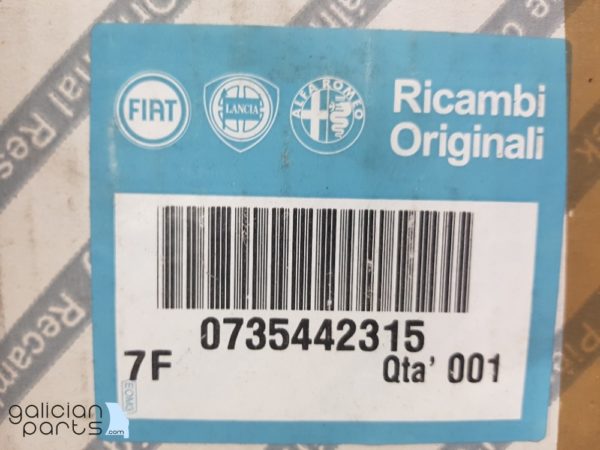 FIAT
LANCIA
ALFA ROMEO
Ricambi
Originali
0735442315
7F
Qta' 001
galician
parts.com